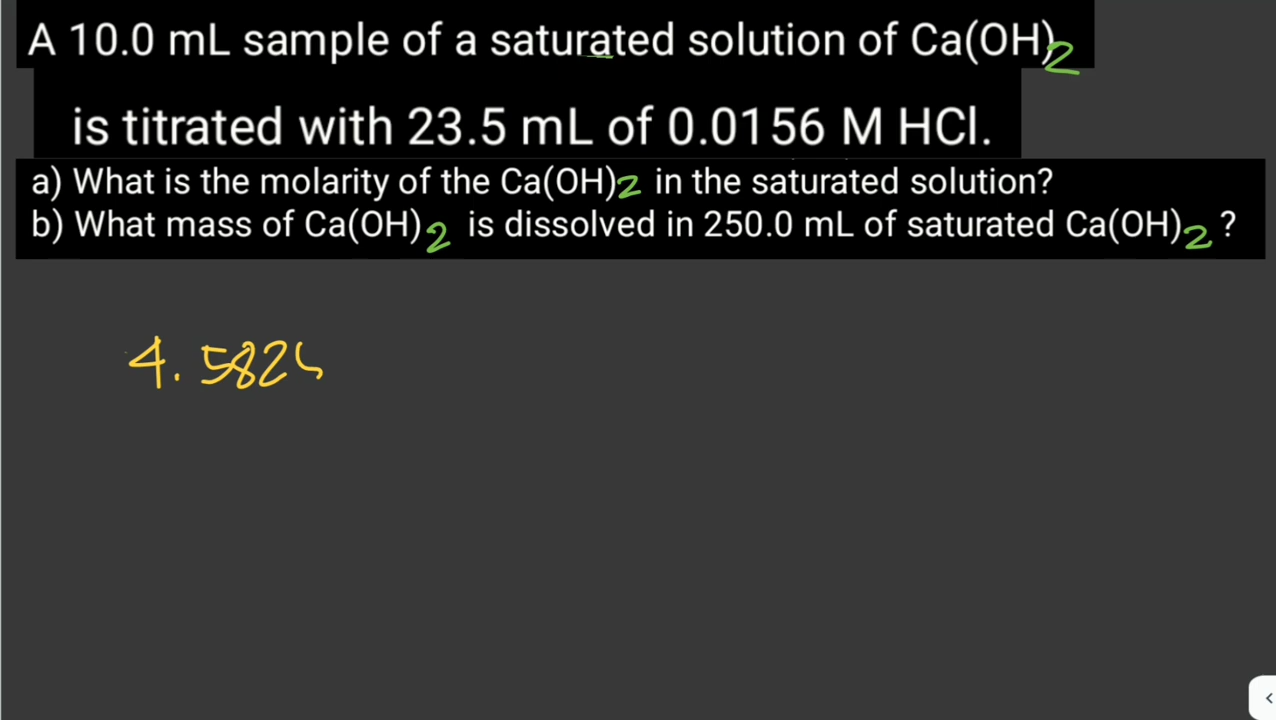 A 10.0 mL sample of a saturated solution of Ca(OH)2
is titrated with 23.5 mL of 0.0156 M HCl.
a) What is the molarity of the Ca(OH)2 in the saturated solution?
b) What mass of Ca(OH)2 is dissolved in 250.0 mL of saturated Ca(OH)2 ?
4.582